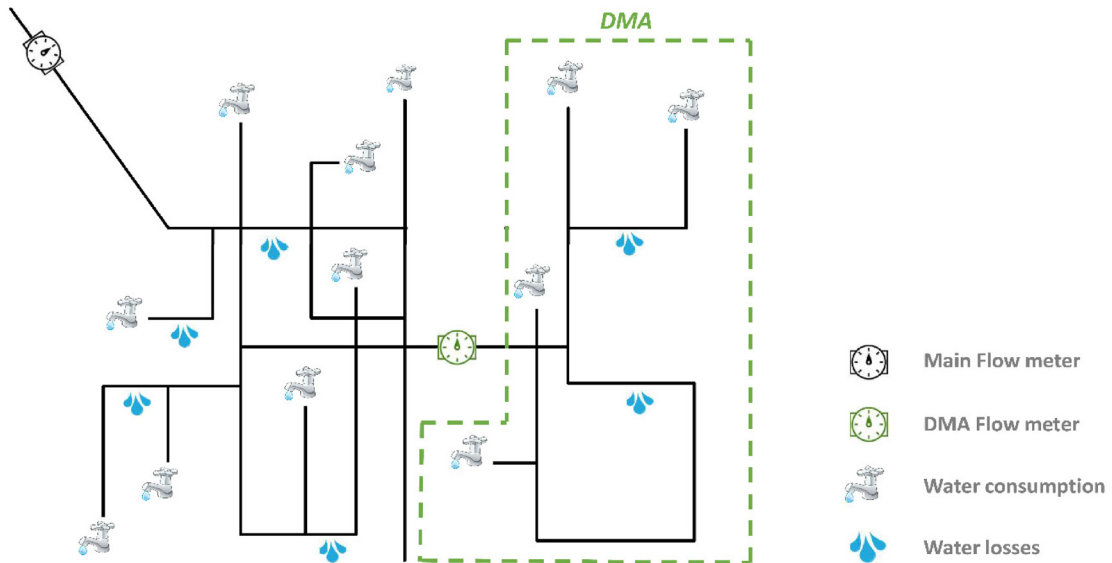 DMA
Main Flow meter
DMA Flow meter
Water consumption
Water losses